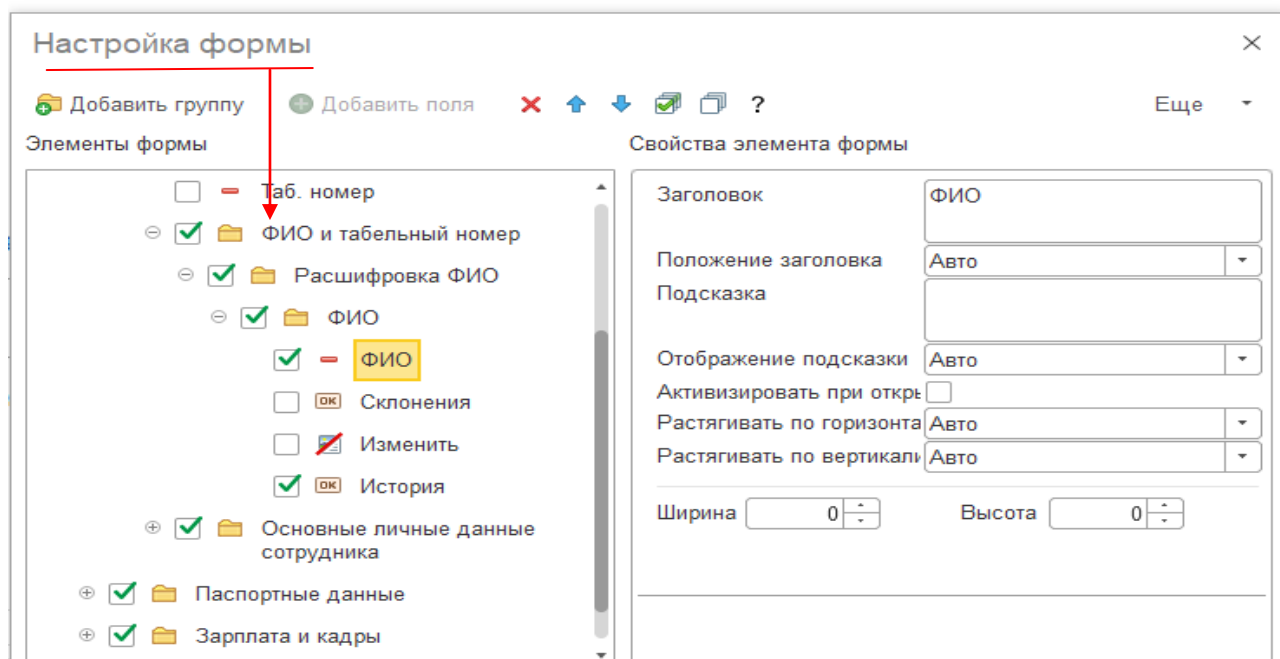 Настройка формы
Добавить группу Добавить поля ? Еще
Элементы формы Свойства элемента формы
Таб. номер
ФИО и табельный номер
Расшифровка ФИО
ФИО
ФИО
OK Склонения
Изменить
OK История
Основные личные данные
сотрудника
Паспортные данные
Зарплата и кадры
Заголовок ФИО
Положение заголовка Авто
Подсказка
Отображение подсказки Авто
Активизировать при откры
Растягивать по горизонта Авто
Растягивать по вертикали Авто
Ширина 0 Высота 0